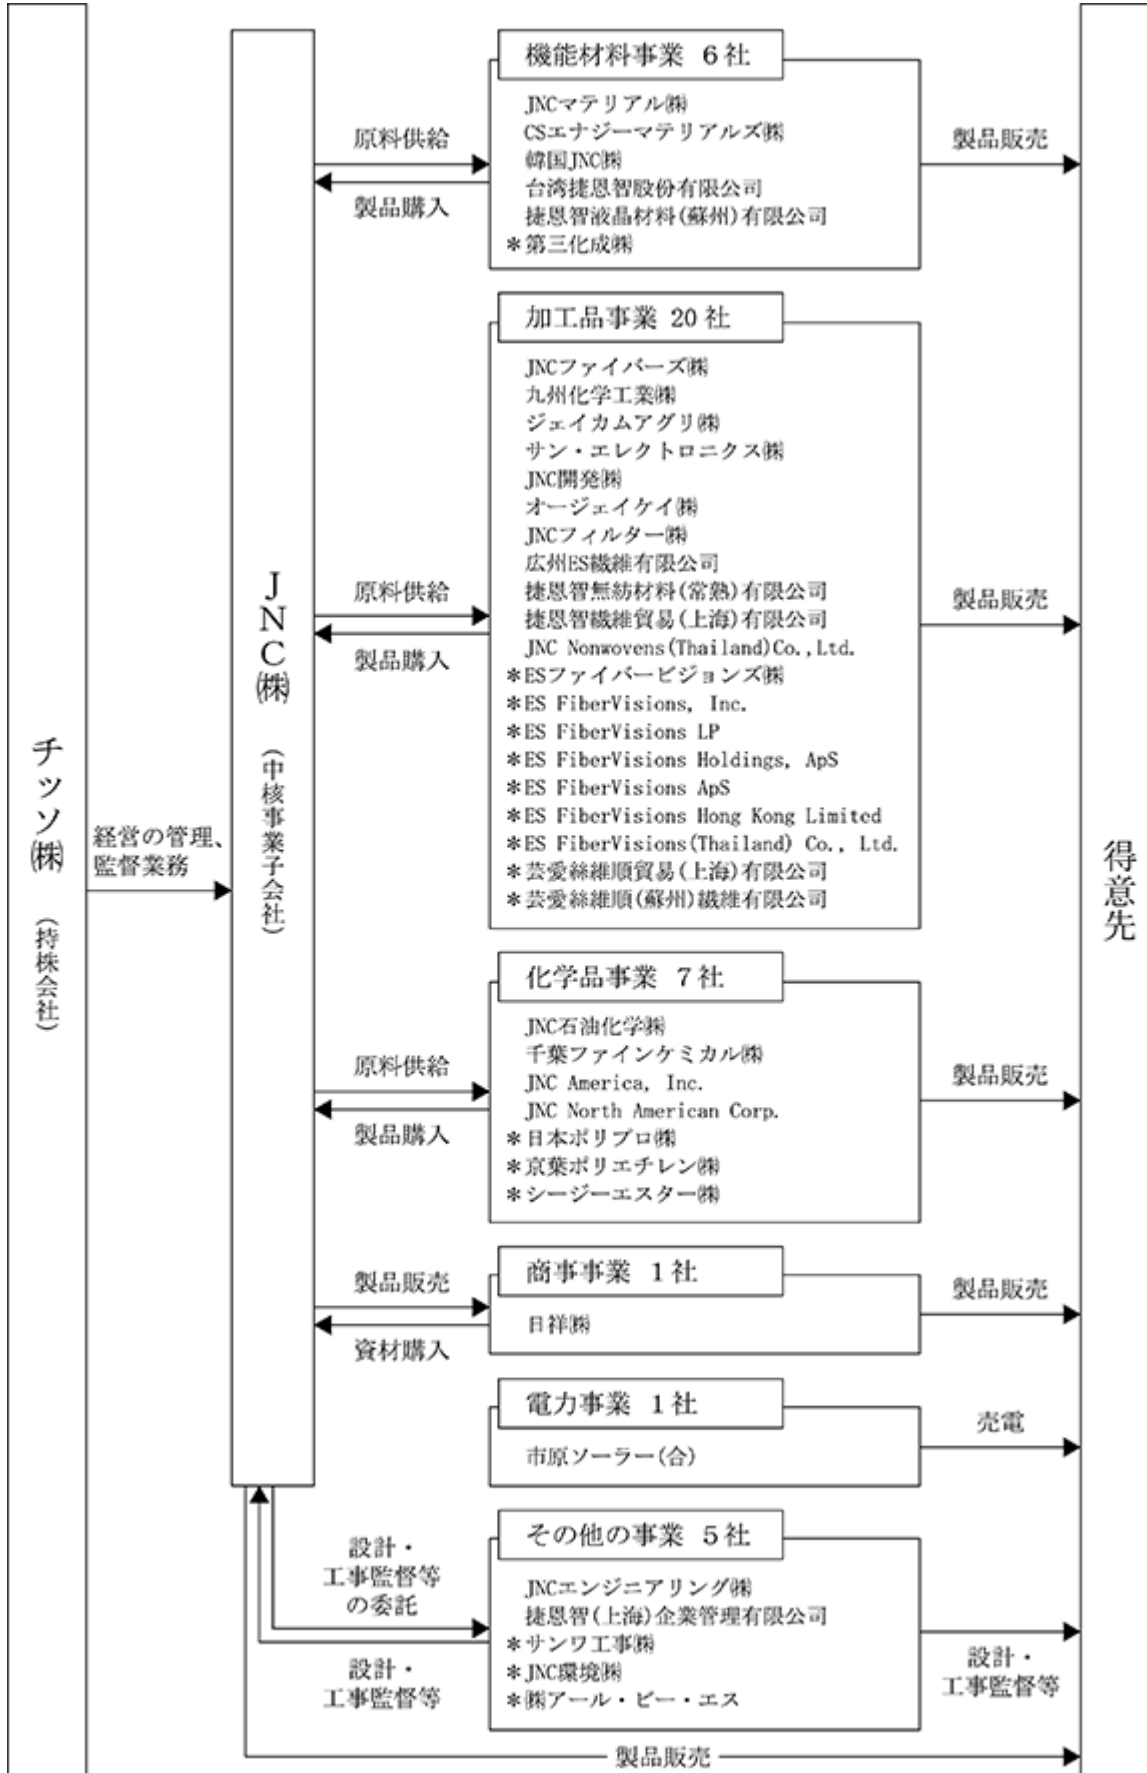 チッソ㈱
（持株会社）
経営の管理、
監督業務
JNC㈱
（中核事業子会社）
機能材料事業 6社
JNCマテリアル㈱
CSエナジーマテリアルズ㈱
韓国JNC㈱
台湾捷恩智股份有限公司
捷恩智液晶材料(蘇州)有限公司
＊第三化成㈱
原料供給
製品購入
製品販売
加工品事業 20社
JNCファイバーズ㈱
九州化学工業㈱
ジェイカムアグリ㈱
サン・エレクトロニクス㈱
JNC開発㈱
オージェイケイ㈱
JNCフィルター㈱
広州ES繊維有限公司
捷恩智無紡材料(常熟)有限公司
捷恩智繊維貿易(上海)有限公司
JNC Nonwovens(Thailand)Co.,Ltd.
＊ESファイバービジョンズ㈱
＊ES FiberVisions, Inc.
＊ES FiberVisions LP
＊ES FiberVisions Holdings, ApS
＊ES FiberVisions ApS
＊ES FiberVisions Hong Kong Limited
＊ES FiberVisions(Thailand) Co., Ltd.
＊芸愛絲維順貿易(上海)有限公司
＊芸愛絲維順(蘇州)繊維有限公司
原料供給
製品購入
製品販売
化学品事業 7社
JNC石油化学㈱
千葉ファインケミカル㈱
JNC America, Inc.
JNC North American Corp.
＊日本ポリプロ㈱
＊京葉ポリエチレン㈱
＊シージーエスター㈱
原料供給
製品購入
製品販売
商事事業 1社
日祥㈱
製品販売
資材購入
製品販売
電力事業 1社
市原ソーラー(合)
売電
その他の事業 5社
JNCエンジニアリング㈱
捷恩智(上海)企業管理有限公司
＊サンワ工事㈱
＊JNC環境㈱
＊㈱アール・ビー・エス
設計・
工事監督等
の委託
設計・
工事監督等
設計・
工事監督等
製品販売
得意先